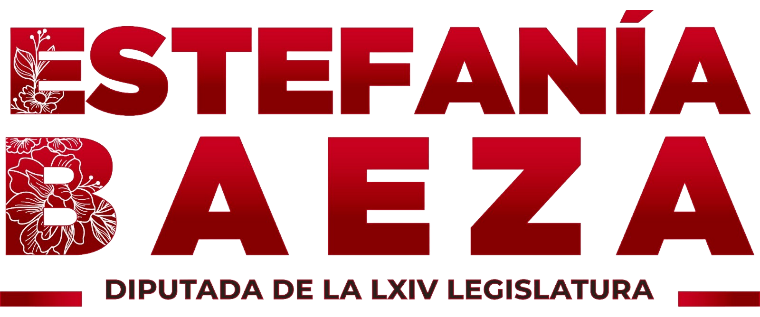 ESTEFANÍA
BAEZA
DIPUTADA DE LA LXIV LEGISLATURA